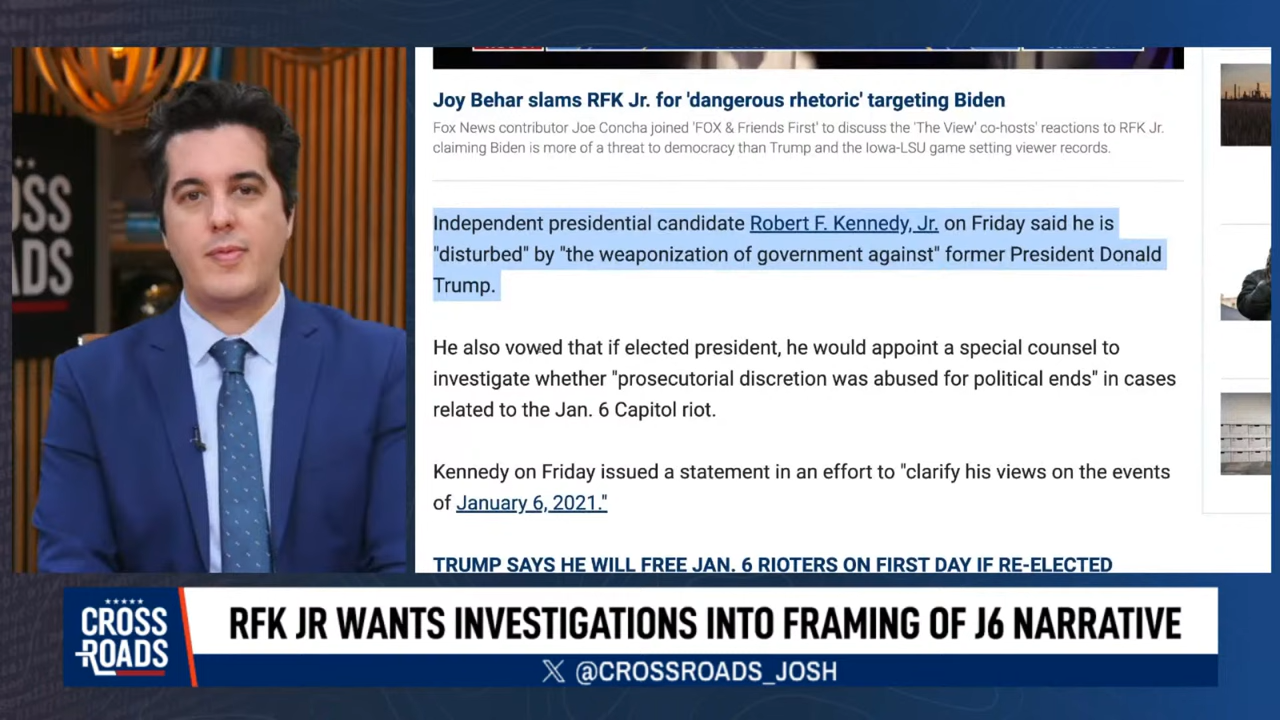 OSS
ADS
Joy Behar slams RFK Jr. for 'dangerous rhetoric' targeting Biden
Fox News contributor Joe Concha joined 'FOX & Friends First' to discuss the 'The View' co-hosts' reactions to RFK Jr.
claiming Biden is more of a threat to democracy than Trump and the Iowa-LSU game setting viewer records.
Independent presidential candidate Robert F. Kennedy, Jr. on Friday said he is
"disturbed" by "the weaponization of government against" former President Donald
Trump.
He also vowed that if elected president, he would appoint a special counsel to
investigate whether "prosecutorial discretion was abused for political ends" in cases
related to the Jan. 6 Capitol riot.
Kennedy on Friday issued a statement in an effort to "clarify his views on the events
of January 6, 2021."
TRUMP SAYS HE WILL FREE JAN. 6 RIOTERS ON FIRST DAY IF RE-ELECTED
CROSS
ROADS
RFK JR WANTS INVESTIGATIONS INTO FRAMING OF J6 NARRATIVE
X @CROSSROADS_JOSH